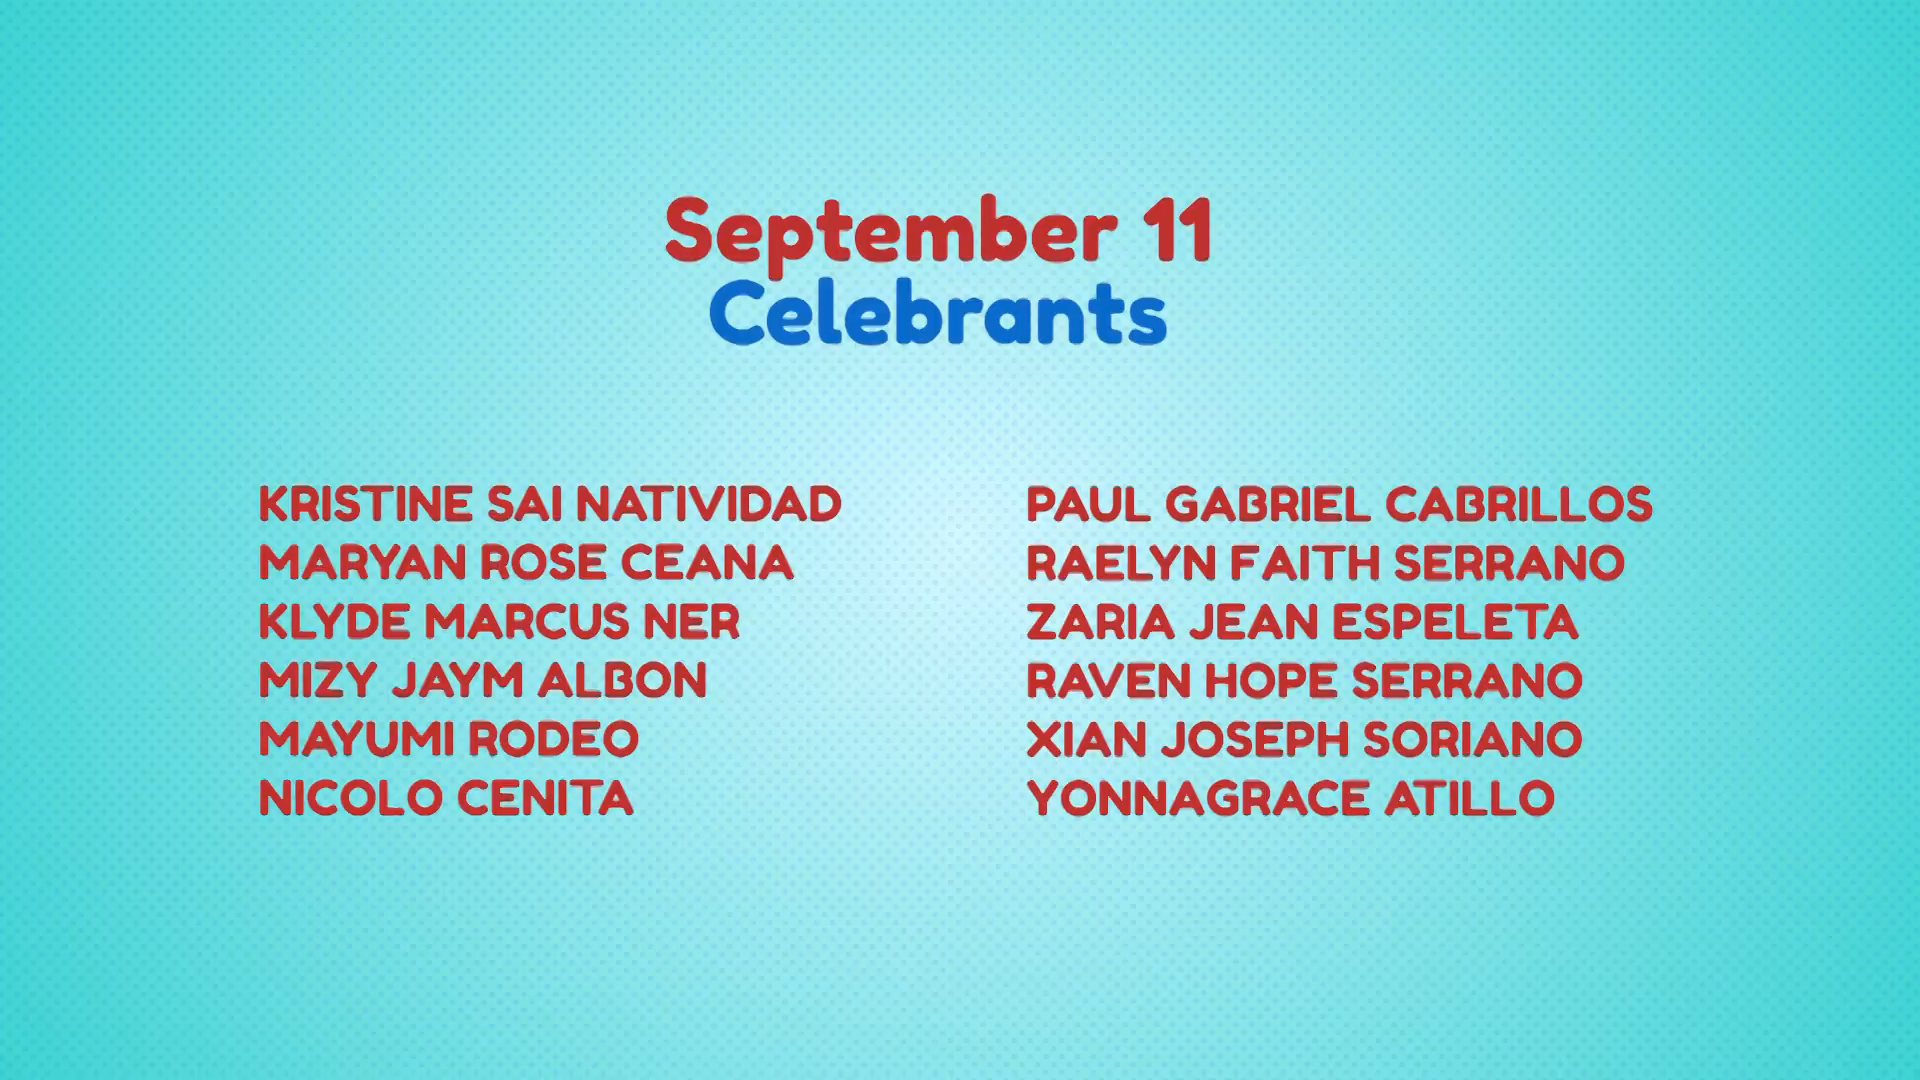 September 11
Celebrants
KRISTINE SAI NATIVIDAD
MARYAN ROSE CEANA
KLYDE MARCUS NER
MIZY JAYM ALBON
MAYUMI RODEO
NICOLO CENITA
PAUL GABRIEL CABRILLOS
RAELYN FAITH SERRANO
ZARIA JEAN ESPELETA
RAVEN HOPE SERRANO
XIAN JOSEPH SORIANO
YONNAGRACE ATILLO